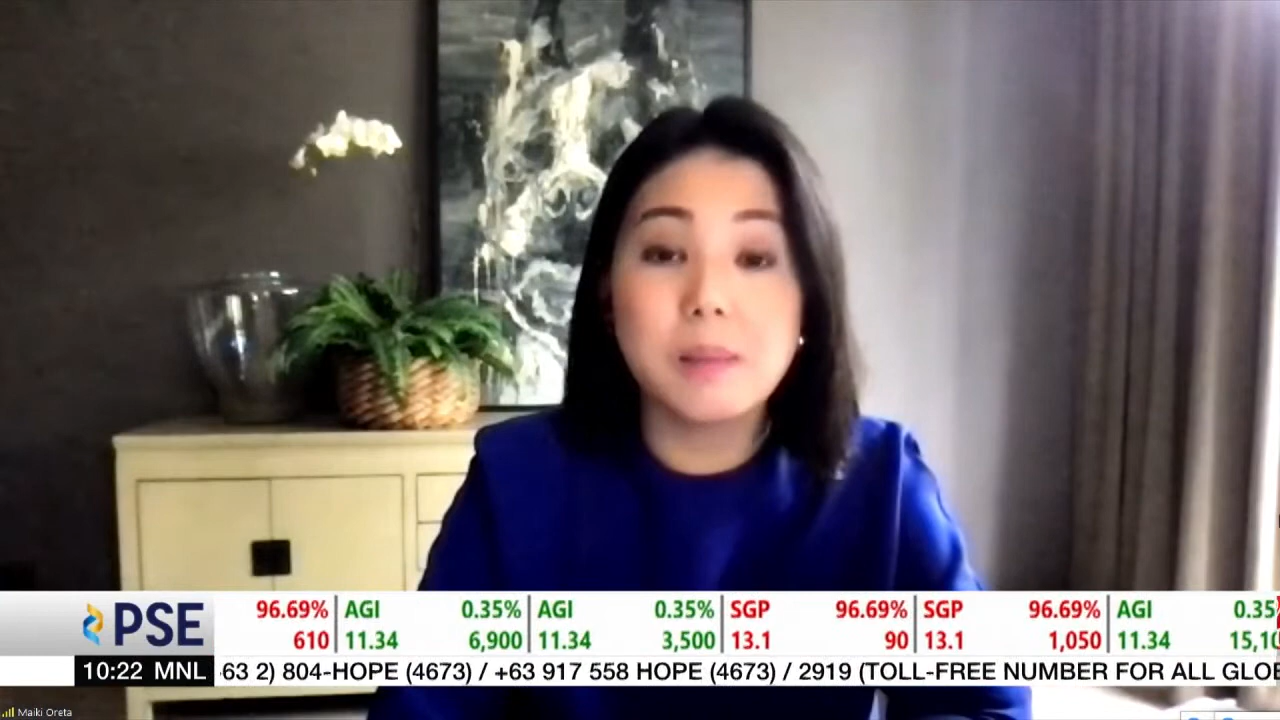 PSE
96.69% AGI 0.35% AGI 0.35% SGP 96.69% SGP 96.69% AGI 0.35
610 11.34 6,900 11.34 3,500 13.1 90 13.1 1,050 11.34 15,10
10:22 MNL 63 2) 804-HOPE (4673) / +63 917 558 HOPE (4673) / 2919 (TOLL-FREE NUMBER FOR ALL GLOB
Maiki Oreta